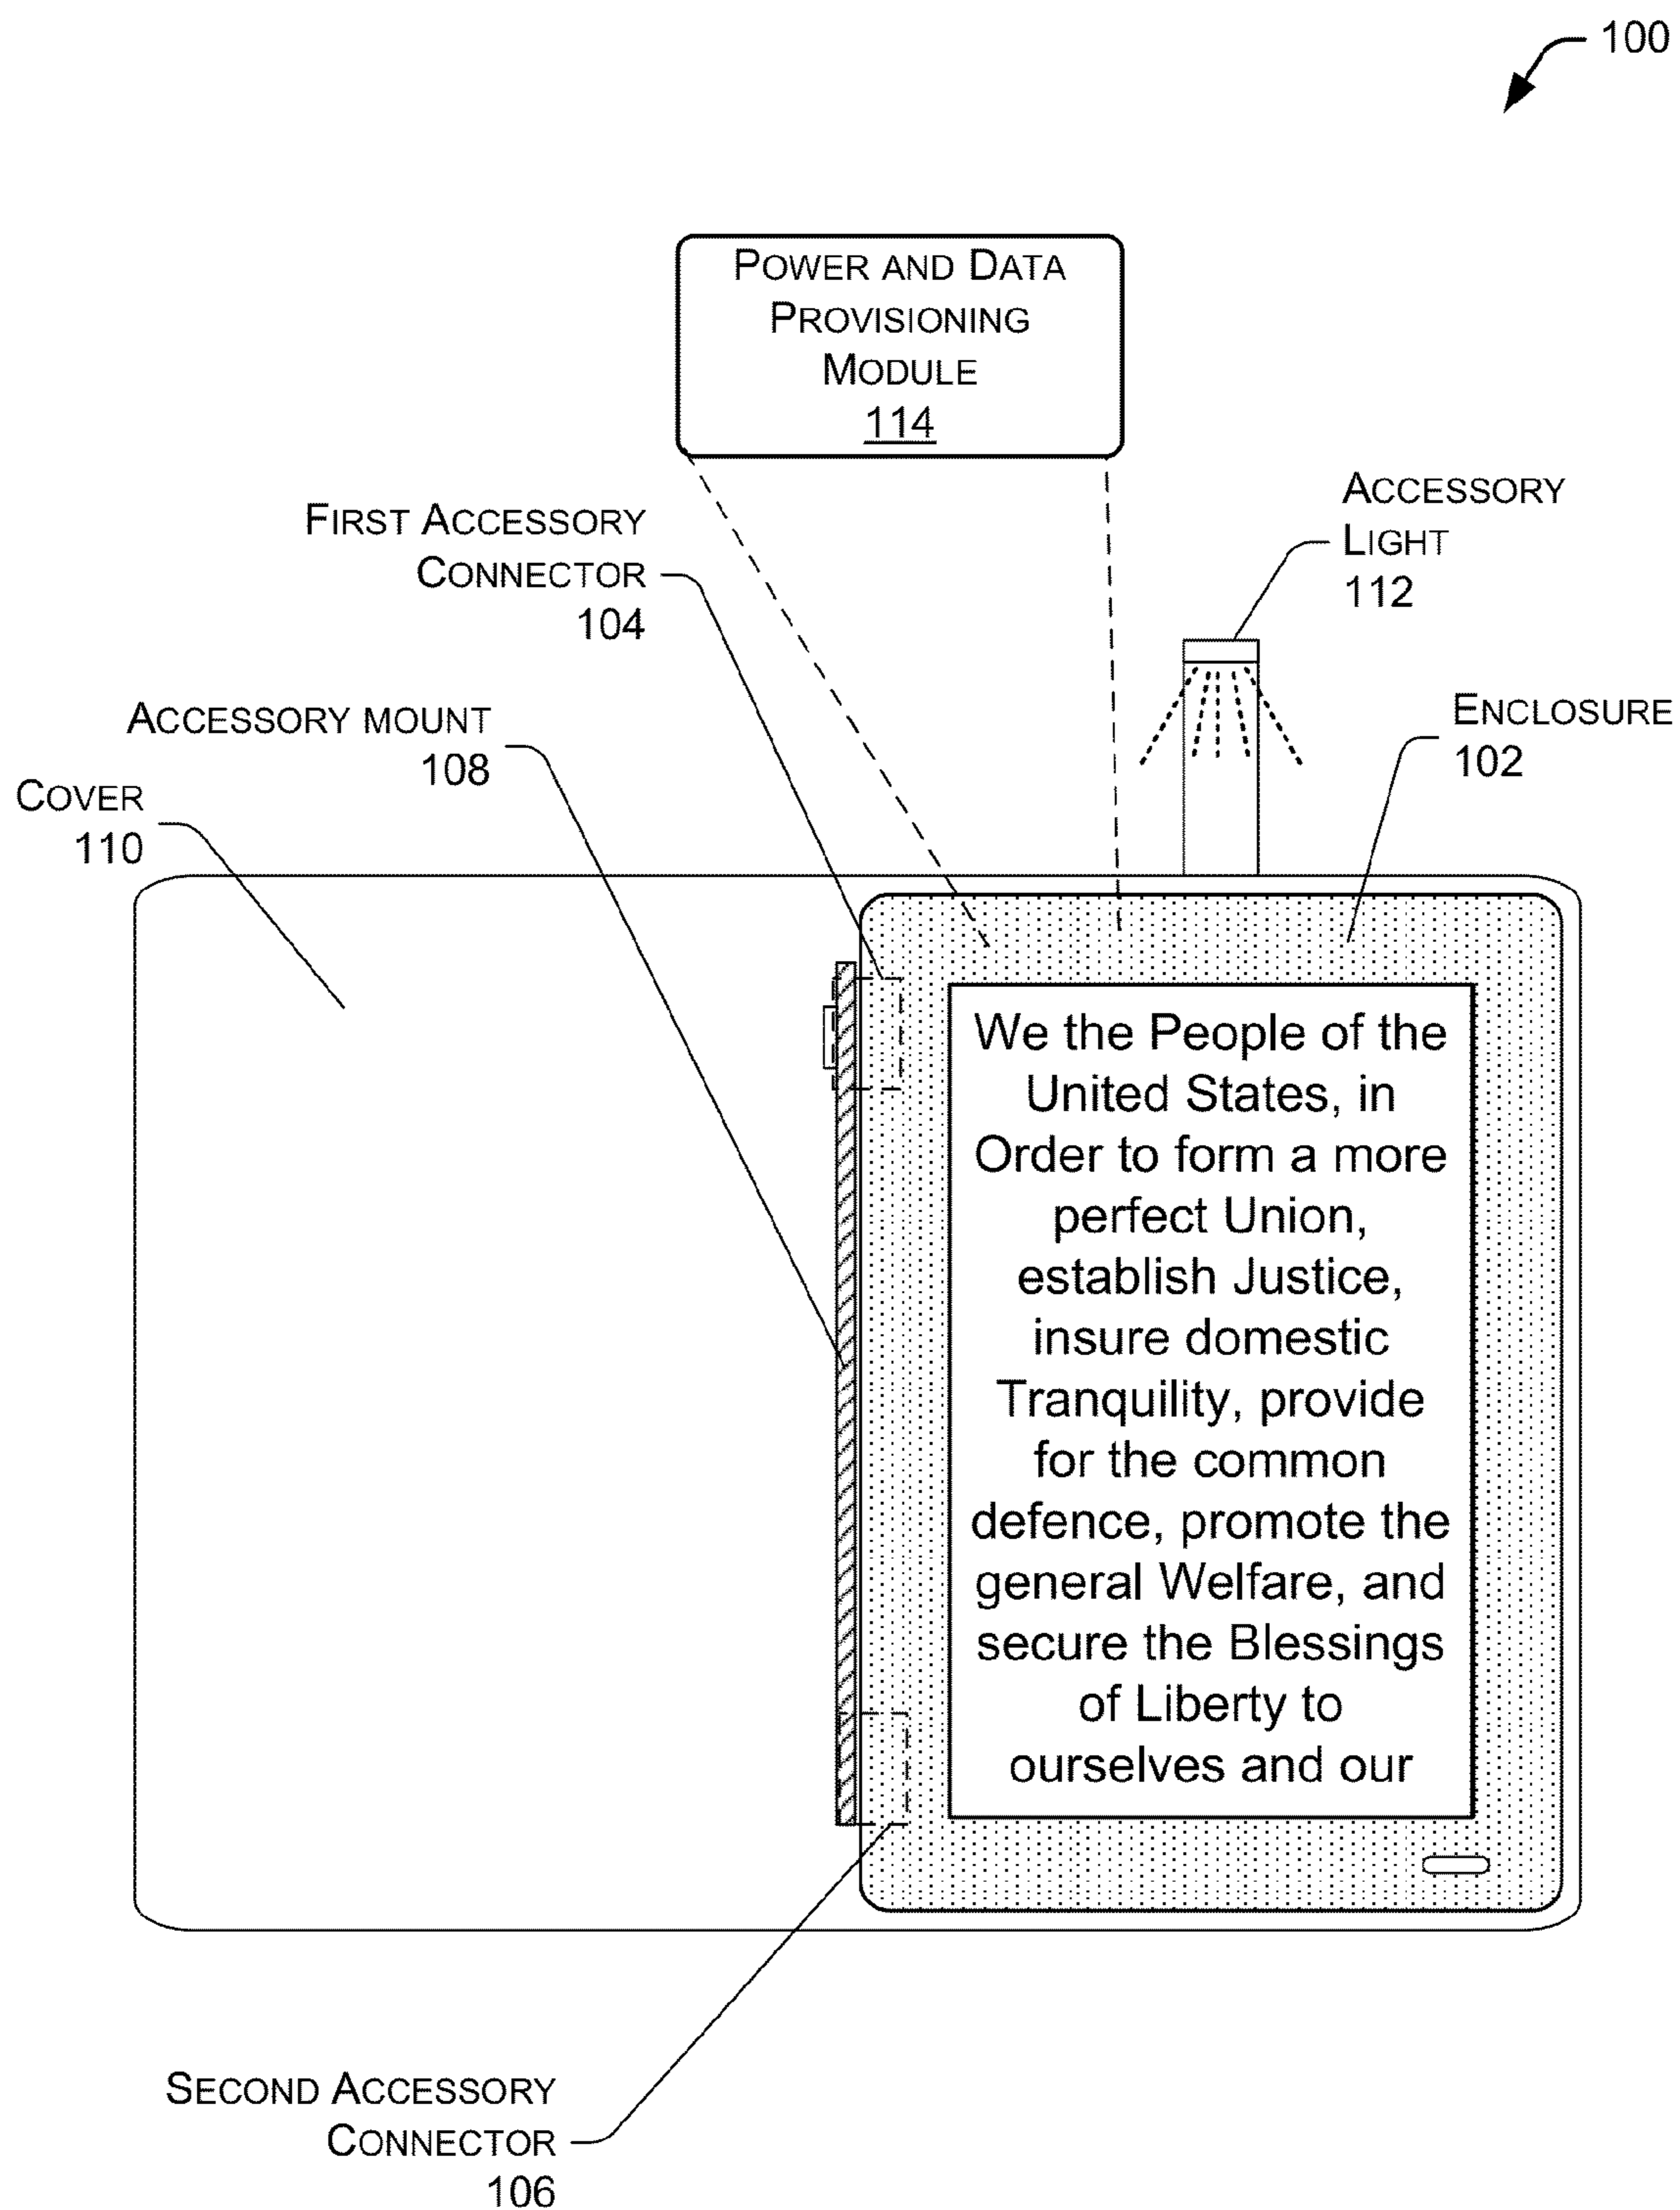 100
POWER AND DATA
PROVISIONING
MODULE
114
FIRST ACCESSORY
CONNECTOR
104
ACCESSORY
LIGHT
112
ACCESSORY MOUNT
108
ENCLOSURE
102
COVER
110
We the People of the
United States, in
Order to form a more
perfect Union,
establish Justice,
insure domestic
Tranquility, provide
for the common
defence, promote the
general Welfare, and
secure the Blessings
of Liberty to
ourselves and our
SECOND ACCESSORY
CONNECTOR
106